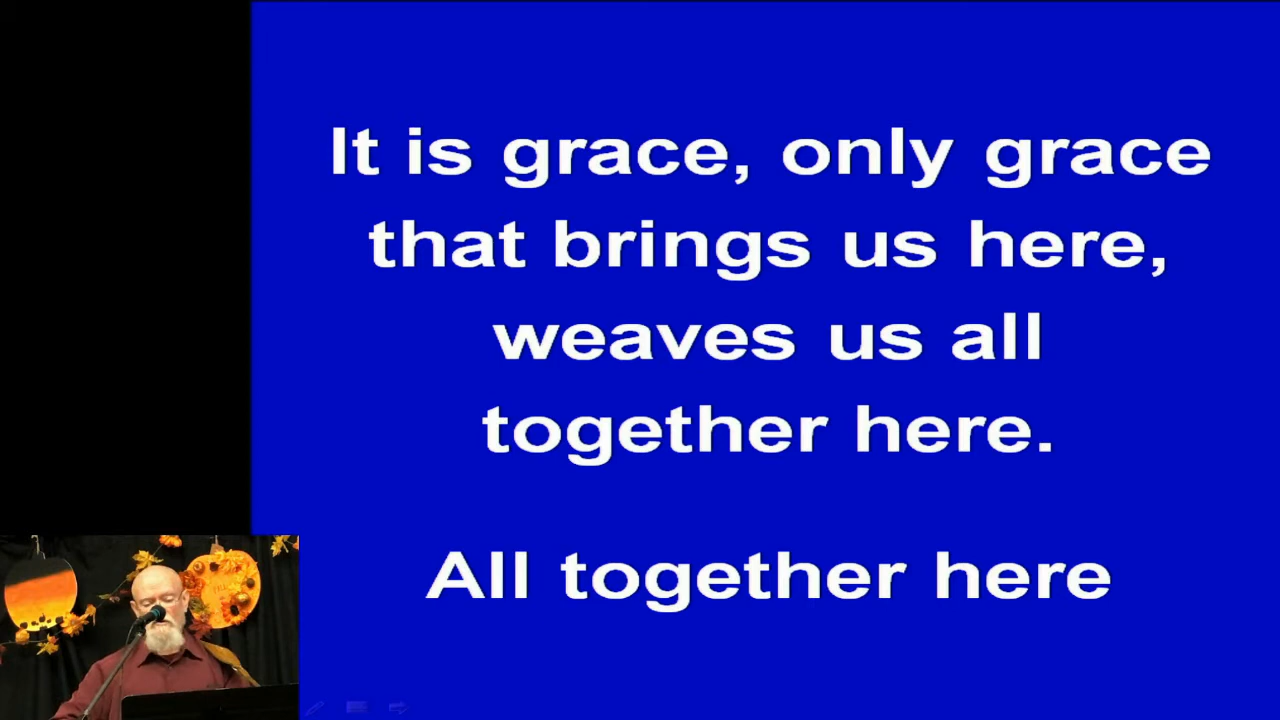 It is grace, only grace
that brings us here,
weaves us all
together here.
All together here